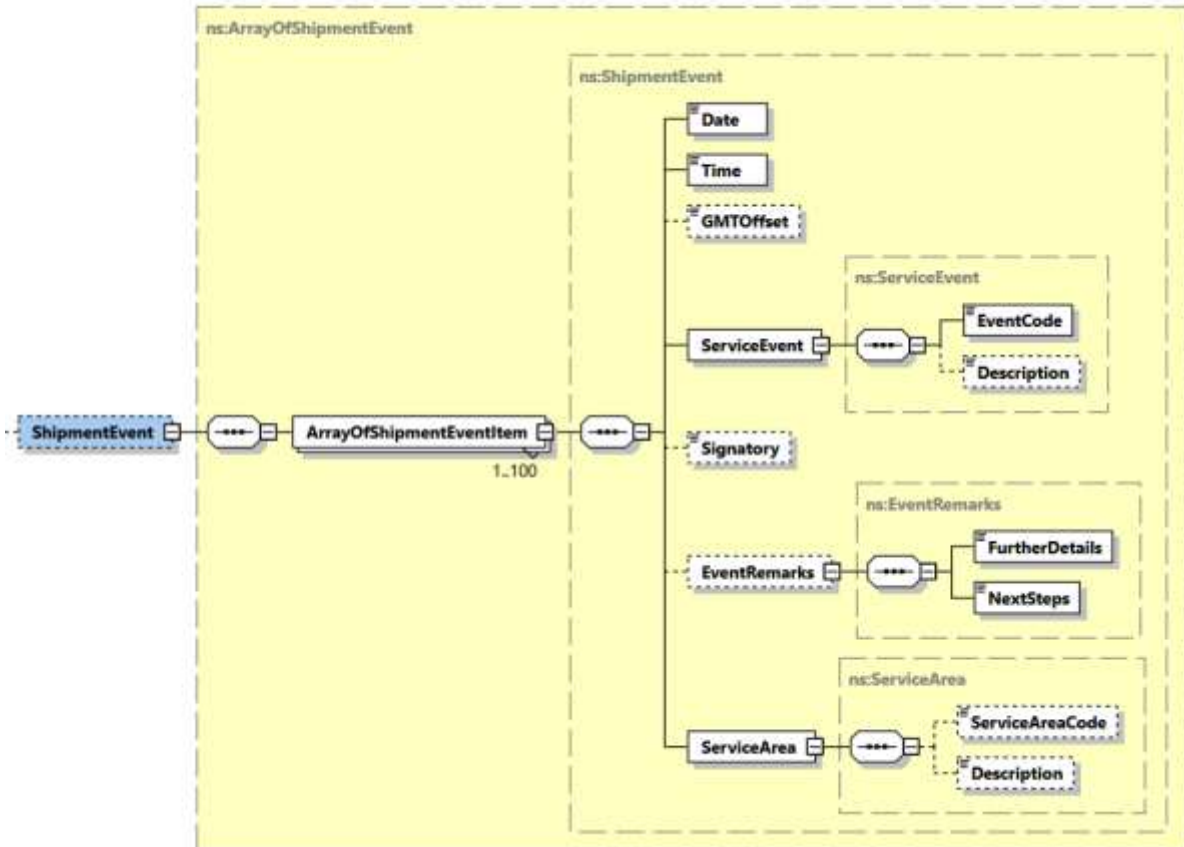 ns:ArrayOfShipmentEvent
ns:ShipmentEvent
Date
Time
GMTOffset
ns:ServiceEvent
EventCode
ServiceEvent
Description
ShipmentEvent
ArrayOfShipmentEventItem
1..100
Signatory
ns:EventRemarks
FurtherDetails
EventRemarks
NextSteps
ns:ServiceArea
ServiceAreaCode
ServiceArea
Description